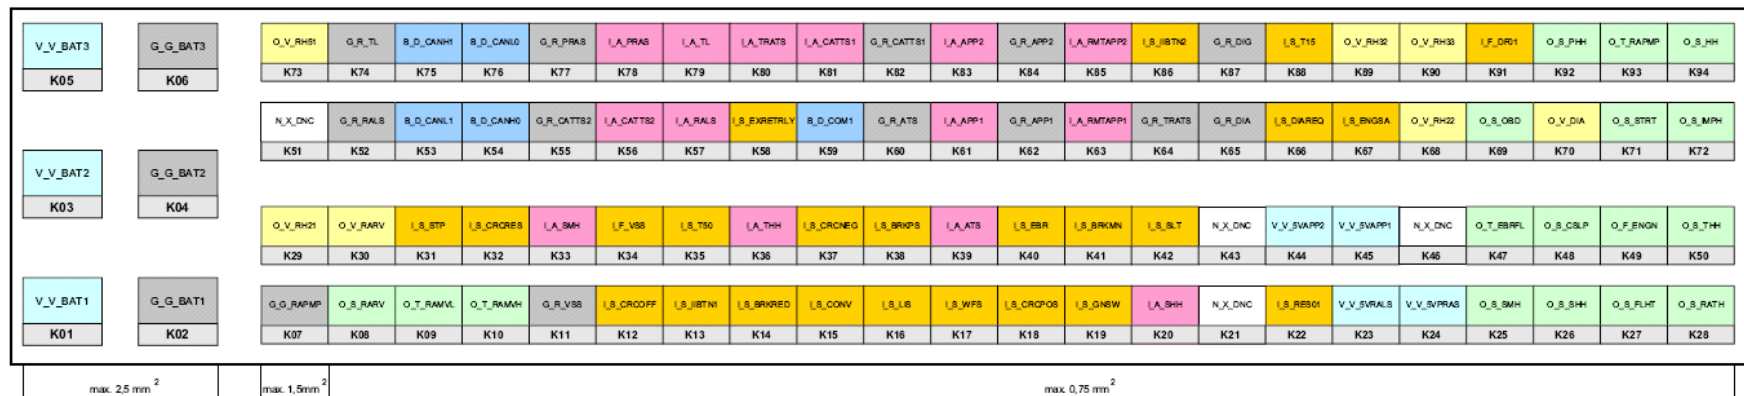 V_V_BAT3 G_G_BAT3 O_V_RH51 G_R_TL B_D_CANH1 B_D_CANL0 G_R_PRAS I_A_PRAS I_A_TL I_A_TRATS I_A_CATTS1 G_R_CATTS1 I_A_APP2 G_R_APP2 I_A_RMTAPP2 I_S_IIBTN2 G_R_DIG I_S_T15 O_V_RH32 O_V_RH33 I_F_DF01 O_S_PHH O_T_RAPMP O_S_HH
K05 K06 K73 K74 K75 K76 K77 K78 K79 K80 K81 K82 K83 K84 K85 K86 K87 K88 K89 K90 K91 K92 K93 K94
N_X_DNC G_R_RALS B_D_CANL1 B_D_CANH0 G_R_CATTS2 I_A_CATTS2 I_A_RALS I_S_EXRETRLY B_D_COM1 G_R_ATS I_A_APP1 G_R_APP1 I_A_RMTAPP1 G_R_TRATS G_R_DIA I_S_DIAREQ I_S_ENGSA O_V_RH22 O_S_OBD O_V_DIA O_S_STRT O_S_IMPH
K51 K52 K53 K54 K55 K56 K57 K58 K59 K60 K61 K62 K63 K64 K65 K66 K67 K68 K69 K70 K71 K72
V_V_BAT2 G_G_BAT2
K03 K04
O_V_RH21 O_V_RARV I_S_STP I_S_CRCRES I_A_SMH I_F_VSS I_S_T50 I_A_THH I_S_CRCNEG I_S_BRKPS I_A_ATS I_S_EBR I_S_BRKMN I_S_SLT N_X_DNC V_V_5VAPP2 V_V_5VAPP1 N_X_DNC O_T_EBRFL O_S_CSLP O_F_ENGN O_S_THH
K29 K30 K31 K32 K33 K34 K35 K36 K37 K38 K39 K40 K41 K42 K43 K44 K45 K46 K47 K48 K49 K50
V_V_BAT1 G_G_BAT1 G_G_RAPMP O_S_RARV O_T_RAMVL O_T_RAMVH G_R_VSS I_S_CRCOFF I_S_IIBTN1 I_S_BRKRED I_S_CONV I_S_LIS I_S_WFS I_S_CRCPOS I_S_GNSW I_A_SHH N_X_DNC I_S_RES01 V_V_5VRALS V_V_5VPRAS O_S_SMH O_S_SHH O_S_FLHT O_S_RATH
K01 K02 K07 K08 K09 K10 K11 K12 K13 K14 K15 K16 K17 K18 K19 K20 K21 K22 K23 K24 K25 K26 K27 K28
max. 2,5 mm ² max. 1,5mm ² max. 0,75 mm²